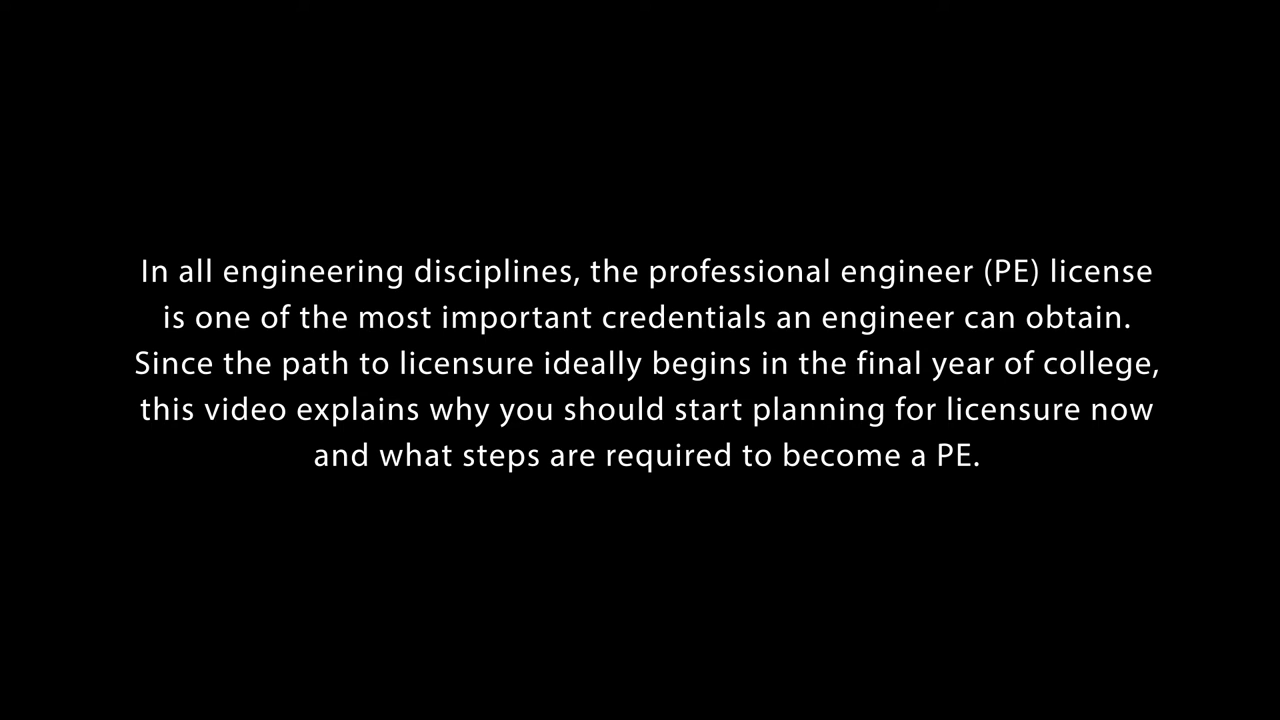 In all engineering disciplines, the professional engineer (PE) license
is one of the most important credentials an engineer can obtain.
Since the path to licensure ideally begins in the final year of college,
this video explains why you should start planning for licensure now
and what steps are required to become a PE.